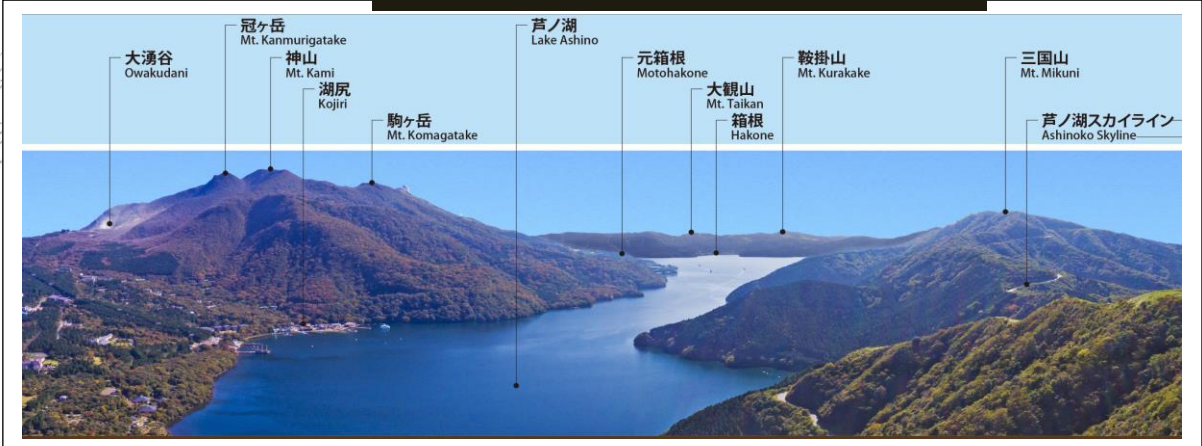 冠ヶ岳
Mt. Kanmurigatake
芦ノ湖
Lake Ashino
大湧谷
Owakudani
神山
Mt. Kami
元箱根
Motohakone
鞍掛山
Mt. Kurakake
三国山
Mt. Mikuni
湖尻
Kojiri
大観山
Mt. Taikan
駒ヶ岳
Mt. Komagatake
箱根
Hakone
芦ノ湖スカイライン
Ashinoko Skyline